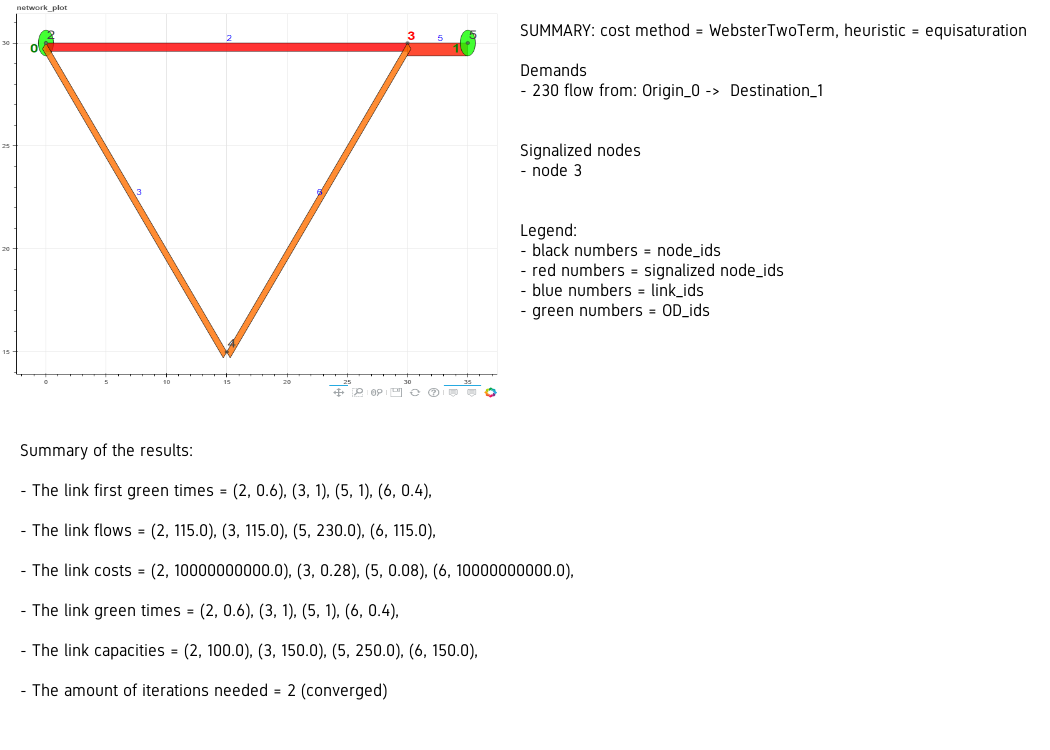 network_plot
2
0
2
3
5
1
5
3
6
4
30
25
20
15
0
5
10
15
20
25
30
35
SUMMARY: cost method = WebsterTwoTerm, heuristic = equisaturation
Demands
- 230 flow from: Origin_0 -> Destination_1
Signalized nodes
- node 3
Legend:
- black numbers = node_ids
- red numbers = signalized node_ids
- blue numbers = link_ids
- green numbers = OD_ids
Summary of the results:
- The link first green times = (2, 0.6), (3, 1), (5, 1), (6, 0.4),
- The link flows = (2, 115.0), (3, 115.0), (5, 230.0), (6, 115.0),
- The link costs = (2, 10000000000.0), (3, 0.28), (5, 0.08), (6, 10000000000.0),
- The link green times = (2, 0.6), (3, 1), (5, 1), (6, 0.4),
- The link capacities = (2, 100.0), (3, 150.0), (5, 250.0), (6, 150.0),
- The amount of iterations needed = 2 (converged)